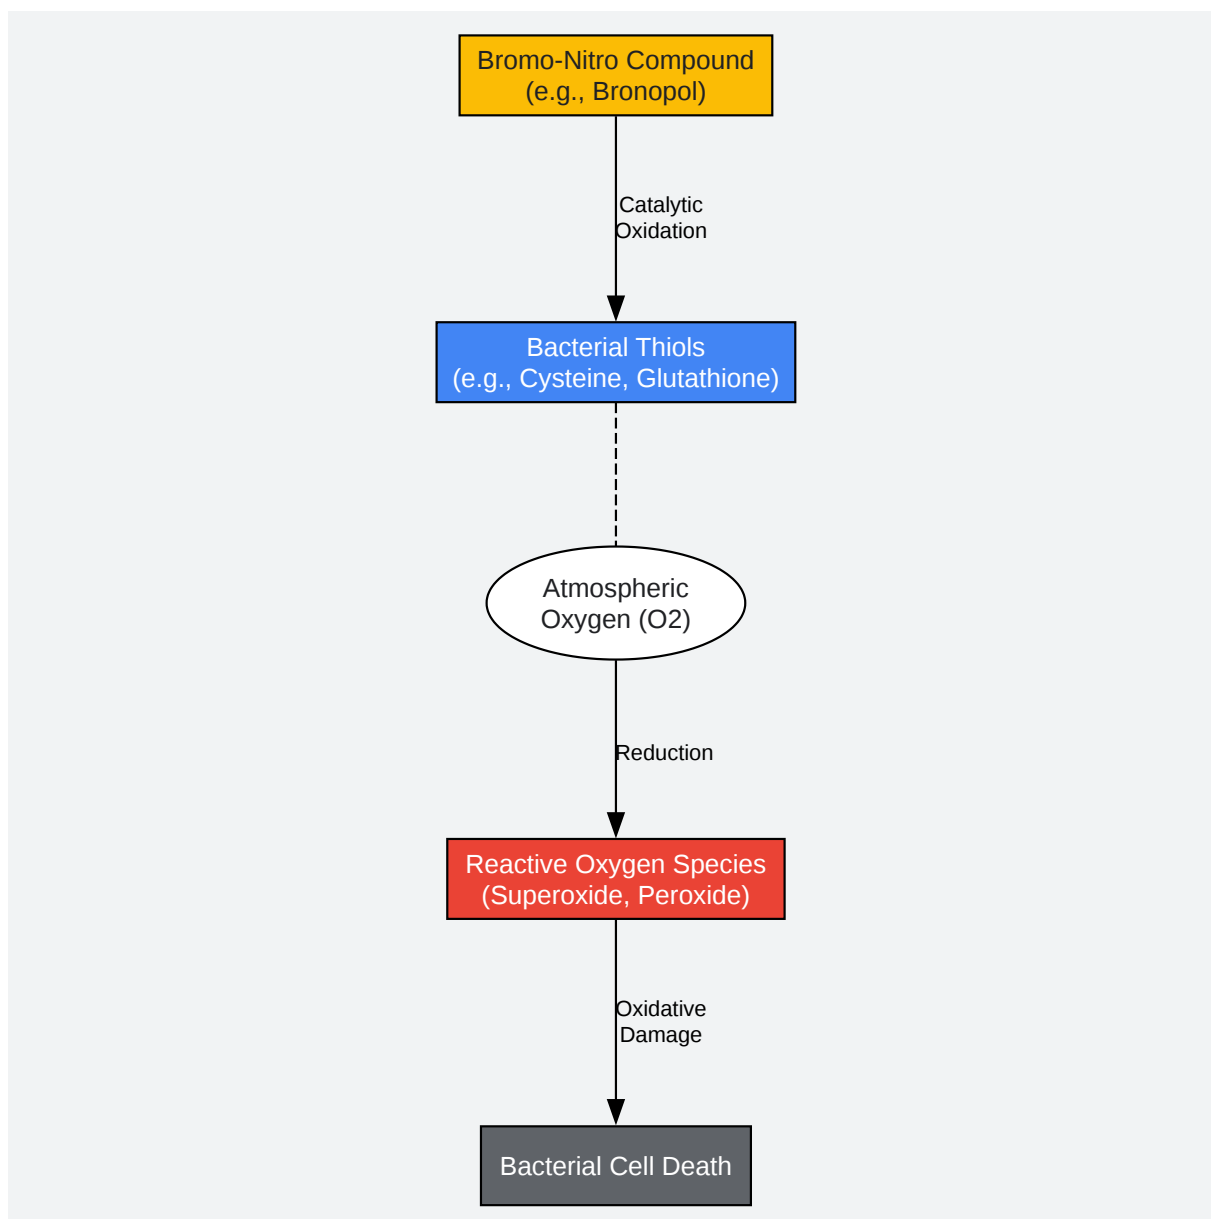 Bromo-Nitro Compound
(e.g., Bronopol)
Catalytic
Oxidation
Bacterial Thiols
(e.g., Cysteine, Glutathione)
Atmospheric
Oxygen (O2)
Reduction
Reactive Oxygen Species
(Superoxide, Peroxide)
Oxidative
Damage
Bacterial Cell Death